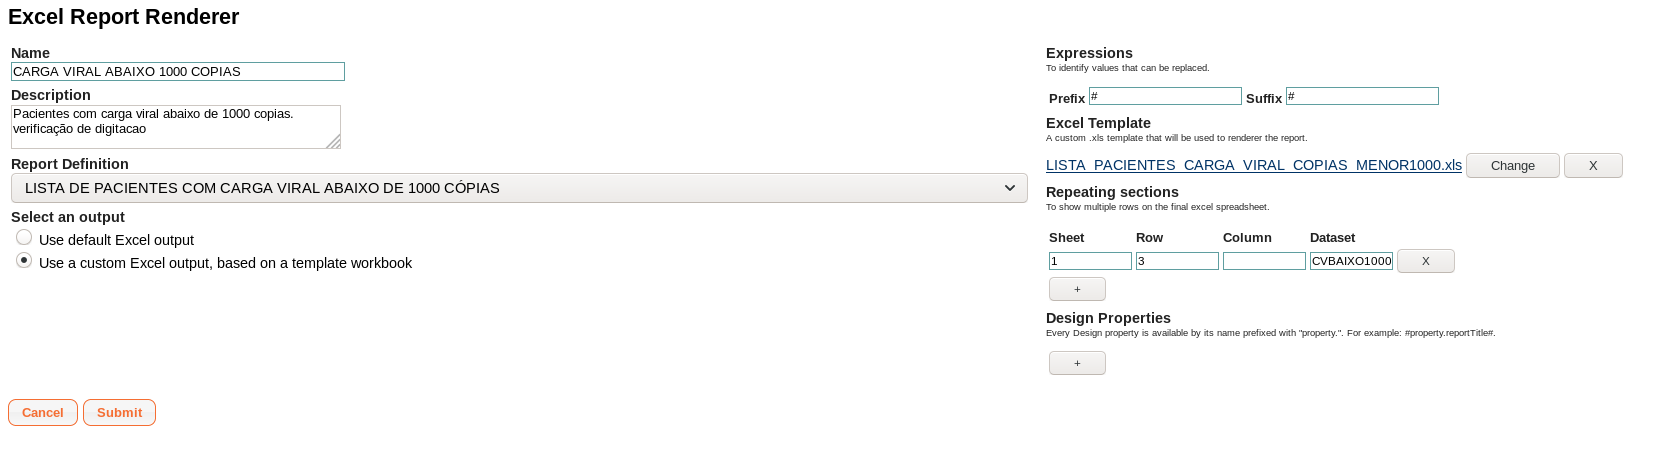 Excel Report Renderer
Name
CARGA VIRAL ABAIXO 1000 COPIAS
Description
Pacientes com carga viral abaixo de 1000 copias.
verificação de digitacao
Report Definition
LISTA DE PACIENTES COM CARGA VIRAL ABAIXO DE 1000 CÓPIAS
Select an output
Use default Excel output
Use a custom Excel output, based on a template workbook
Cancel Submit
Expressions
To identify values that can be replaced.
Prefix # Suffix #
Excel Template
A custom .xls template that will be used to renderer the report.
LISTA_PACIENTES_CARGA_VIRAL_COPIAS_MENOR1000.xls Change X
Repeating sections
To show multiple rows on the final excel spreadsheet.
Sheet Row Column Dataset
1 3 CVBAIXO1000 X
+
Design Properties
Every Design property is available by its name prefixed with "property.". For example: #property.reportTitle#.
+